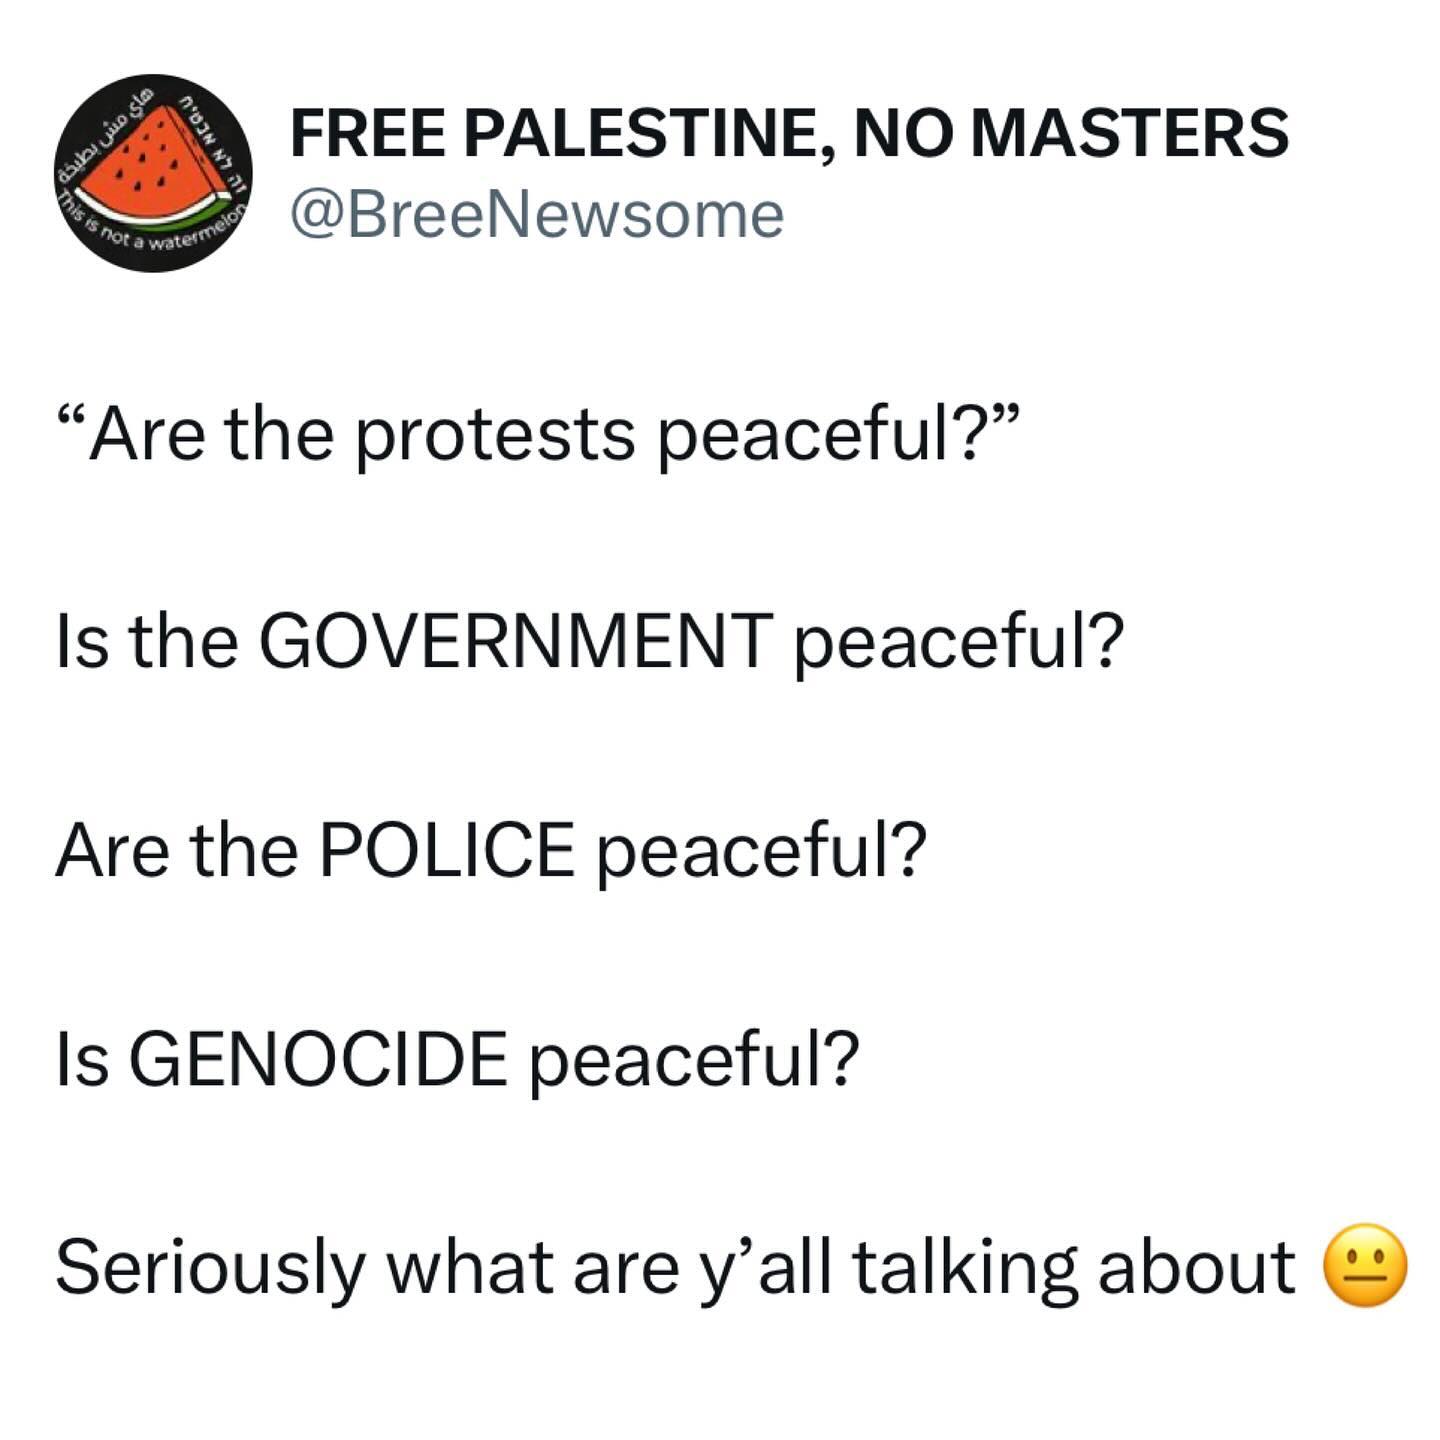 هاي مش بطيخة
זה לא אבטיח
This is not a watermelon
FREE PALESTINE, NO MASTERS
@BreeNewsome
“Are the protests peaceful?”
Is the GOVERNMENT peaceful?
Are the POLICE peaceful?
Is GENOCIDE peaceful?
Seriously what are y’all talking about 😐